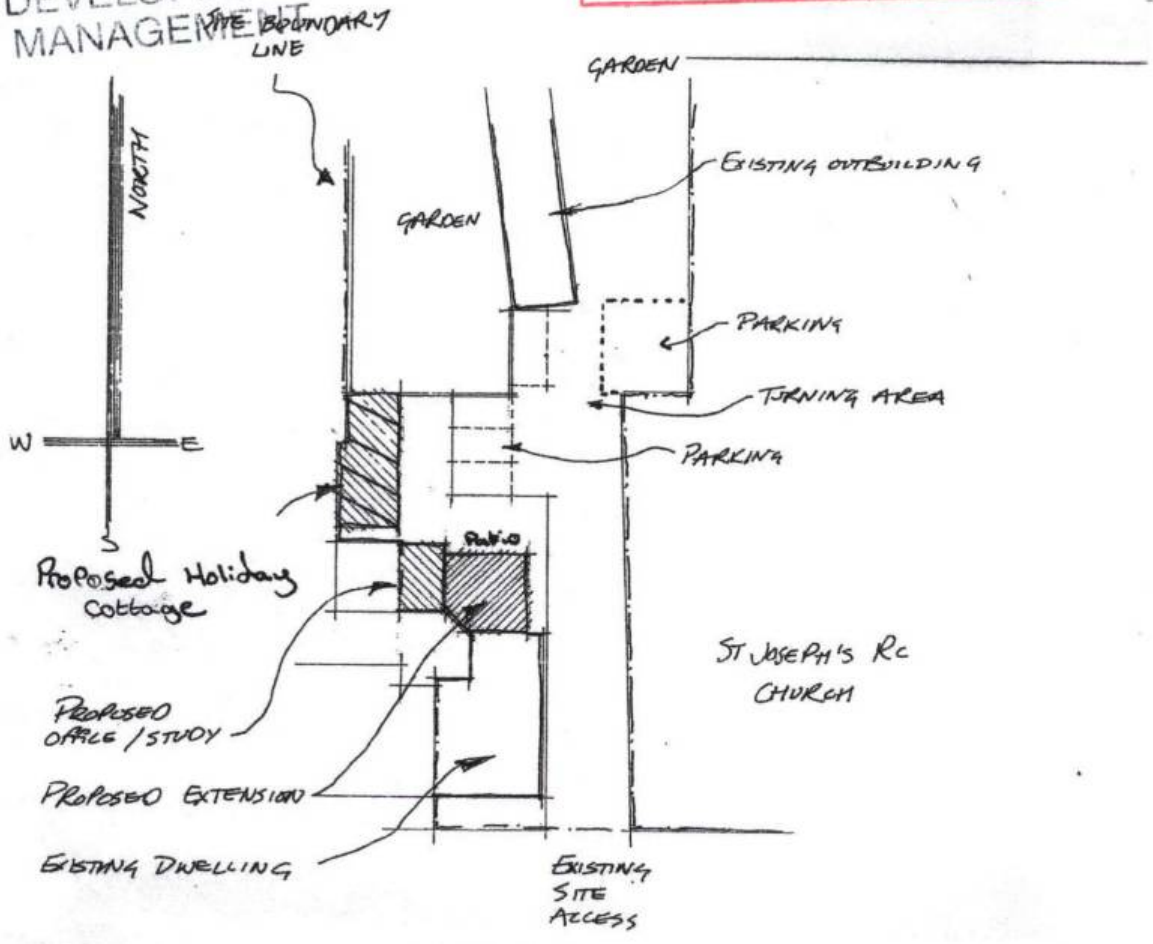 MANAGEMENT
SITE BOUNDARY
LINE
GARDEN
NORTH
EXISTING OUTBUILDING
GARDEN
PARKING
TURNING AREA
W
E
PARKING
S
Patio
Proposed Holiday
Cottage
ST JOSEPH'S RC
CHURCH
PROPOSED
OFFICE / STUDY
PROPOSED EXTENSION
EXISTING DWELLING
EXISTING
SITE
ACCESS